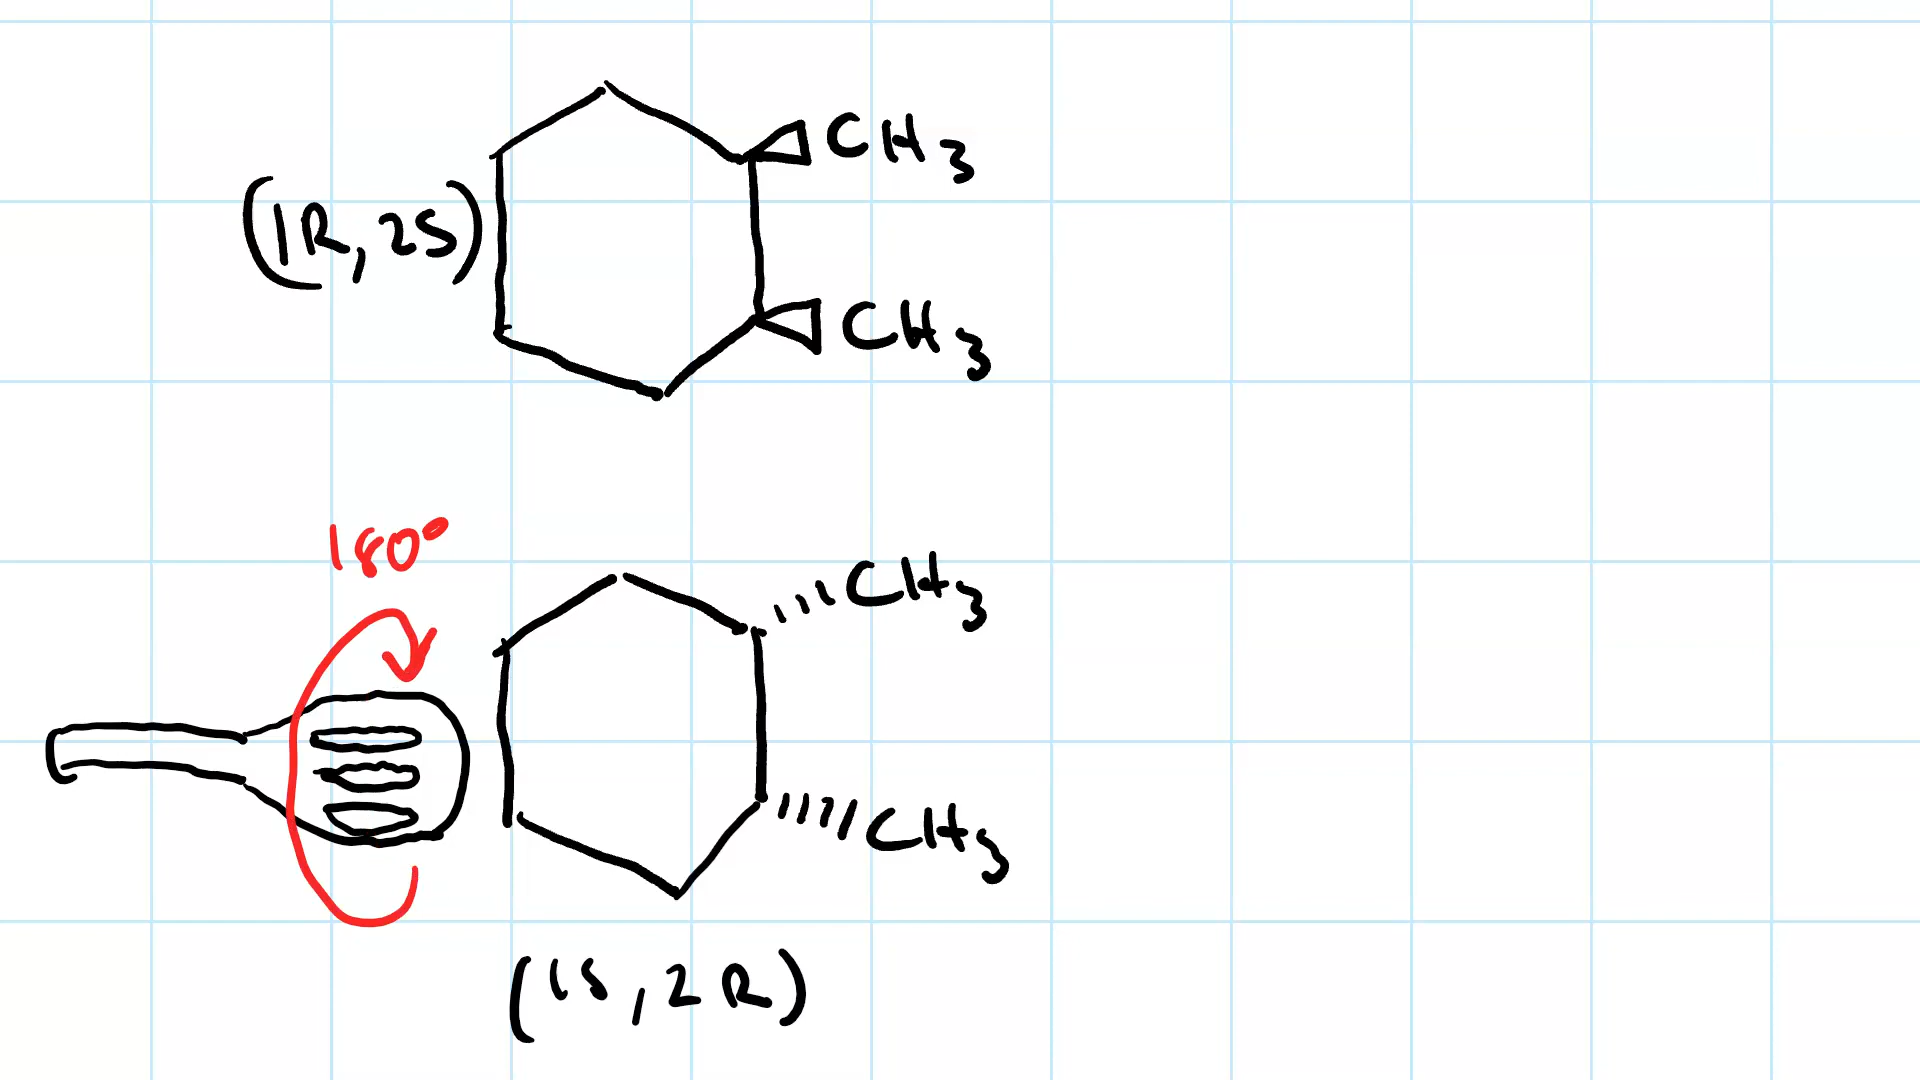 CH3
(1R, 2S)
CH3
180°
CH3
CH3
(1S, 2R)